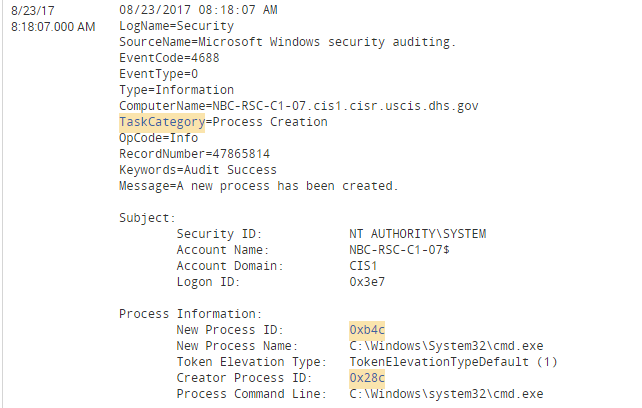 8/23/17
8:18:07.000 AM
08/23/2017 08:18:07 AM
LogName=Security
SourceName=Microsoft Windows security auditing.
EventCode=4688
EventType=0
Type=Information
ComputerName=NBC-RSC-C1-07.cis1.cisr.uscis.dhs.gov
TaskCategory=Process Creation
OpCode=Info
RecordNumber=47865814
Keywords=Audit Success
Message=A new process has been created.
Subject:
Security ID: NT AUTHORITY\SYSTEM
Account Name: NBC-RSC-C1-07$
Account Domain: CIS1
Logon ID: 0x3e7
Process Information:
New Process ID: 0xb4c
New Process Name: C:\Windows\System32\cmd.exe
Token Elevation Type: TokenElevationTypeDefault (1)
Creator Process ID: 0x28c
Process Command Line: C:\Windows\system32\cmd.exe